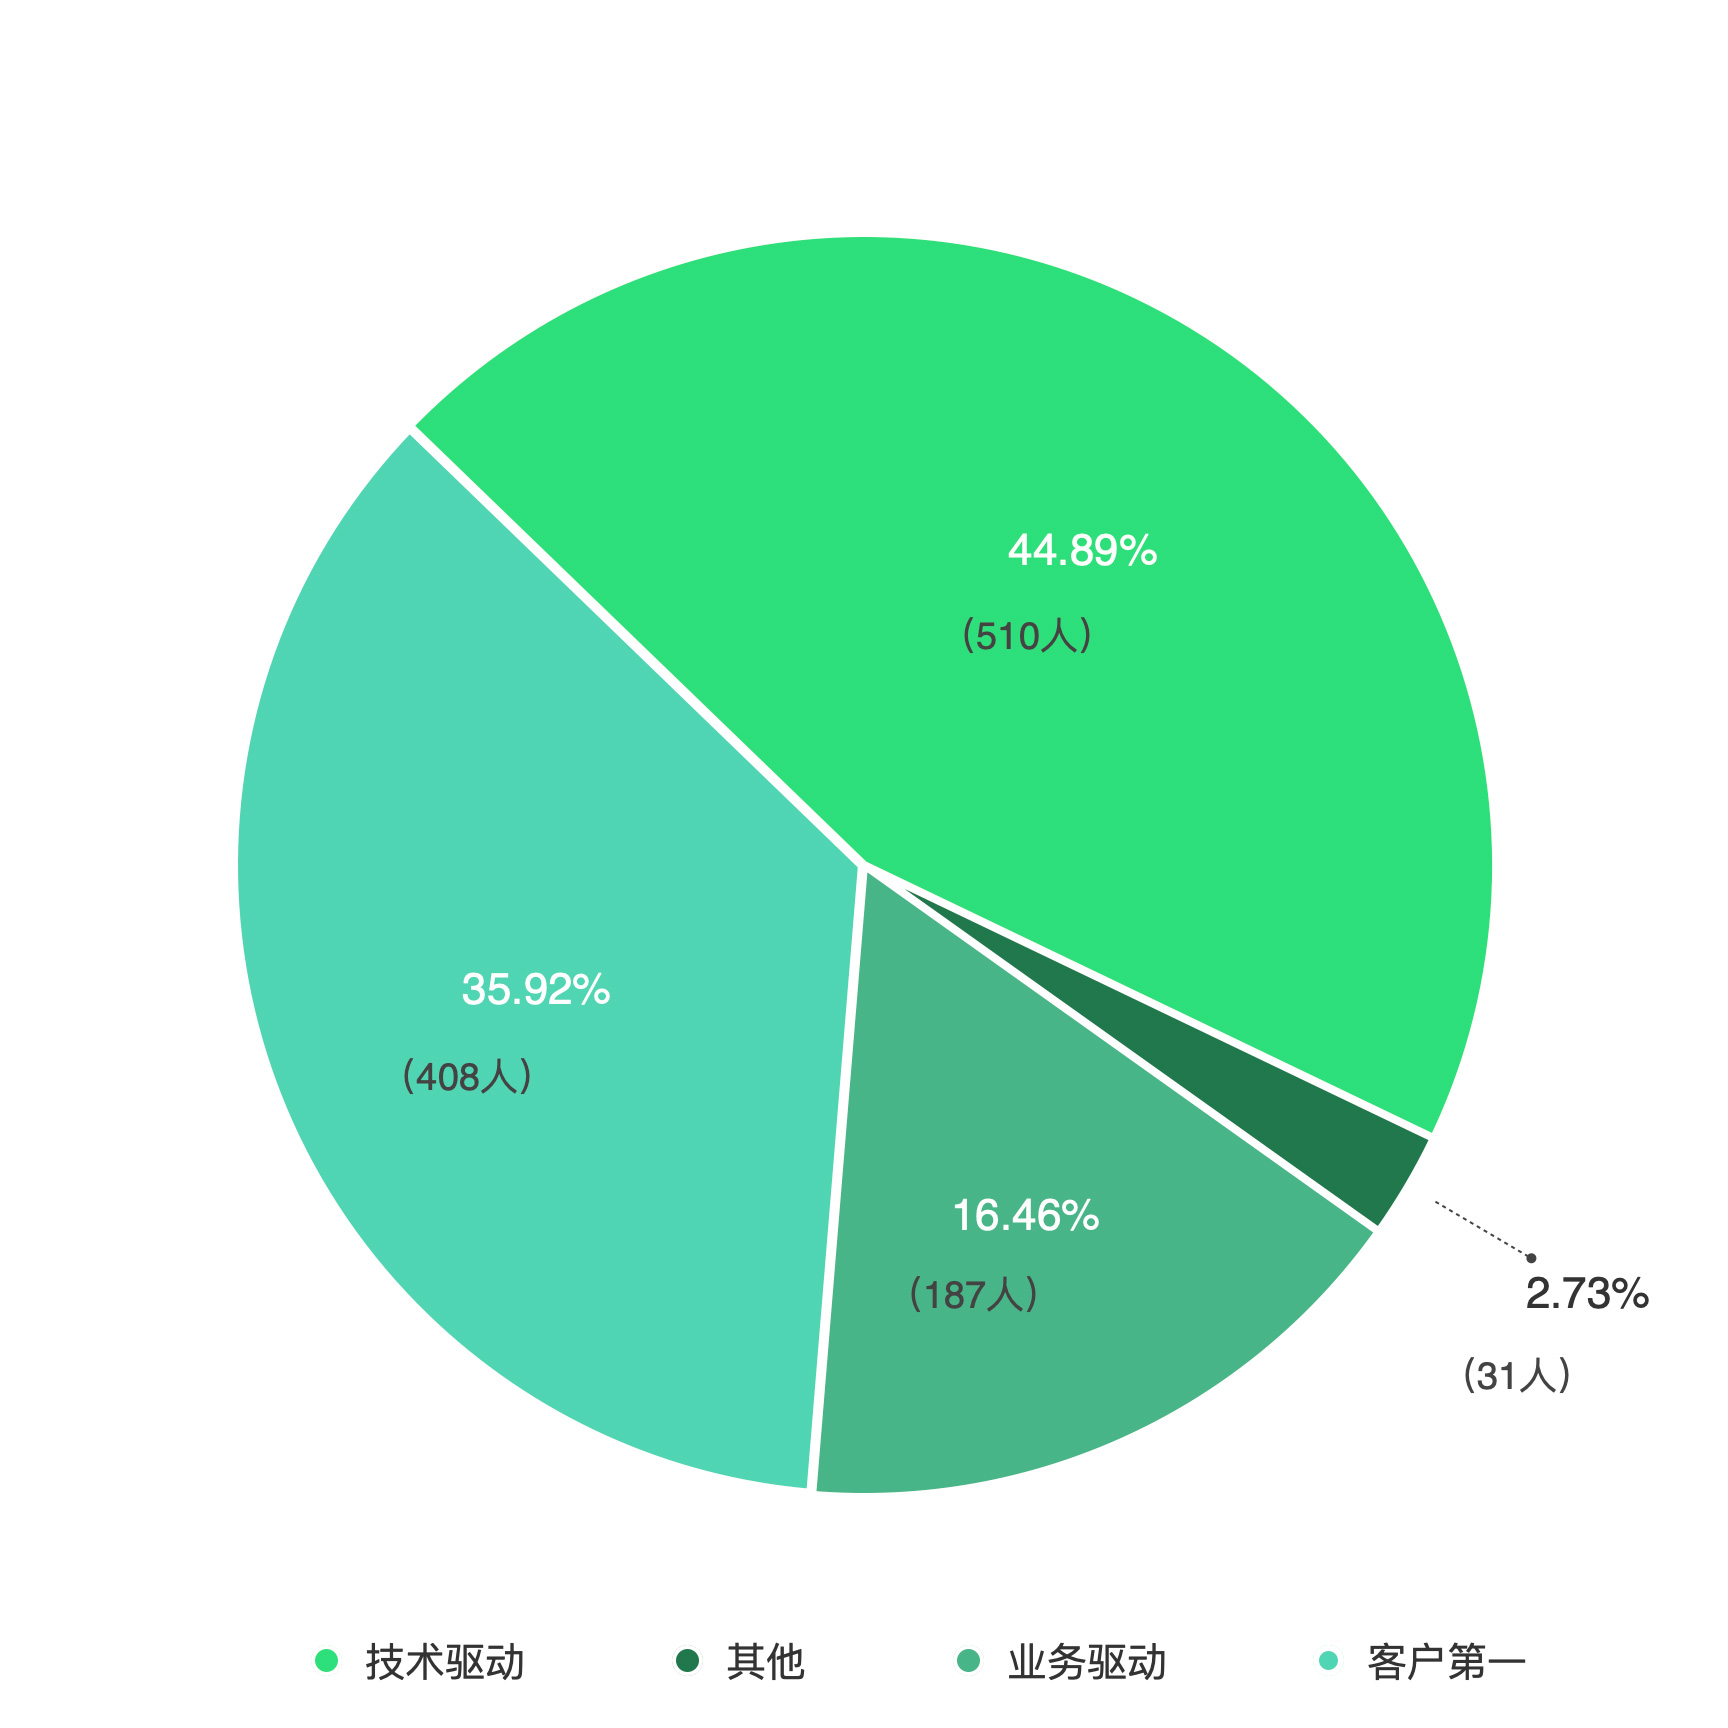 44.89%
(510人)
35.92%
(408人)
16.46%
(187人)
2.73%
(31人)
技术驱动
其他
业务驱动
客户第一